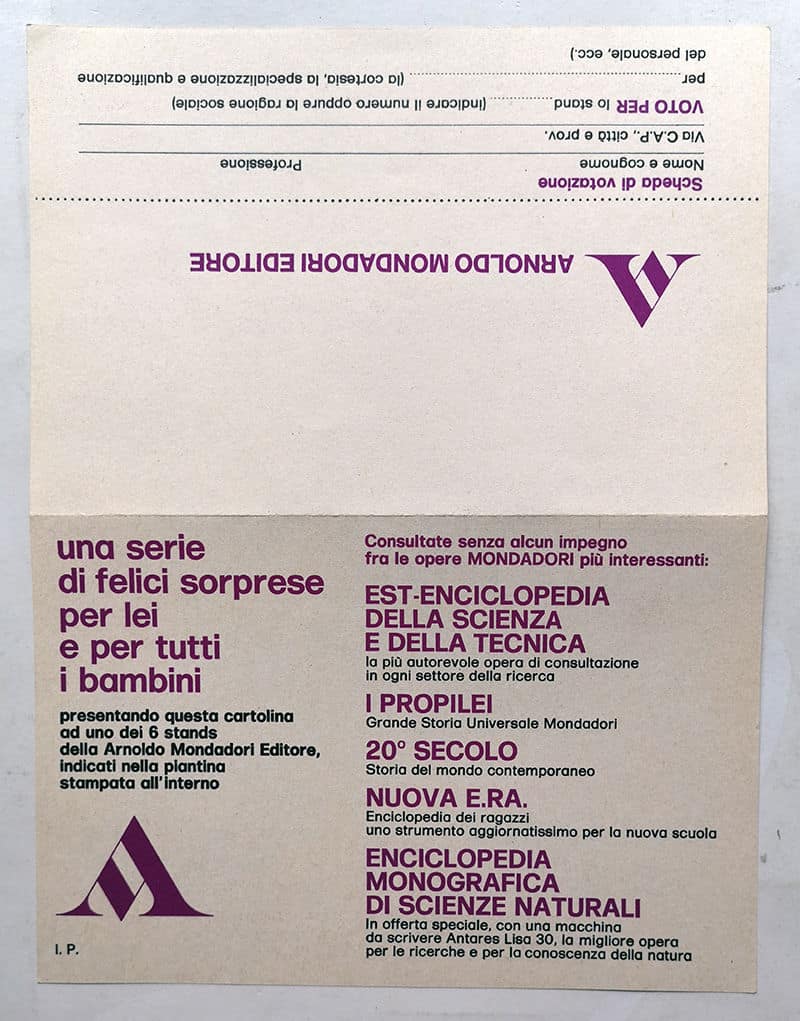 Scheda di votazione
Nome e cognome Professione
Via C.A.P., città e prov.
VOTO PER lo stand............(indicare il numero oppure la ragione sociale)
per............(la cortesia, la specializzazione e qualificazione
del personale, ecc.)
ARNOLDO MONDADORI EDITORE
una serie
di felici sorprese
per lei
e per tutti
i bambini
presentando questa cartolina
ad uno dei 6 stands
della Arnoldo Mondadori Editore,
indicati nella piantina
stampata all'interno
I. P.
Consultate senza alcun impegno
fra le opere MONDADORI più interessanti:
EST-ENCICLOPEDIA
DELLA SCIENZA
E DELLA TECNICA
la più autorevole opera di consultazione
in ogni settore della ricerca
I PROPILEI
Grande Storia Universale Mondadori
20° SECOLO
Storia del mondo contemporaneo
NUOVA E.RA.
Enciclopedia dei ragazzi
uno strumento aggiornatissimo per la nuova scuola
ENCICLOPEDIA
MONOGRAFICA
DI SCIENZE NATURALI
In offerta speciale, con una macchina
da scrivere Antares Lisa 30, la migliore opera
per le ricerche e per la conoscenza della natura